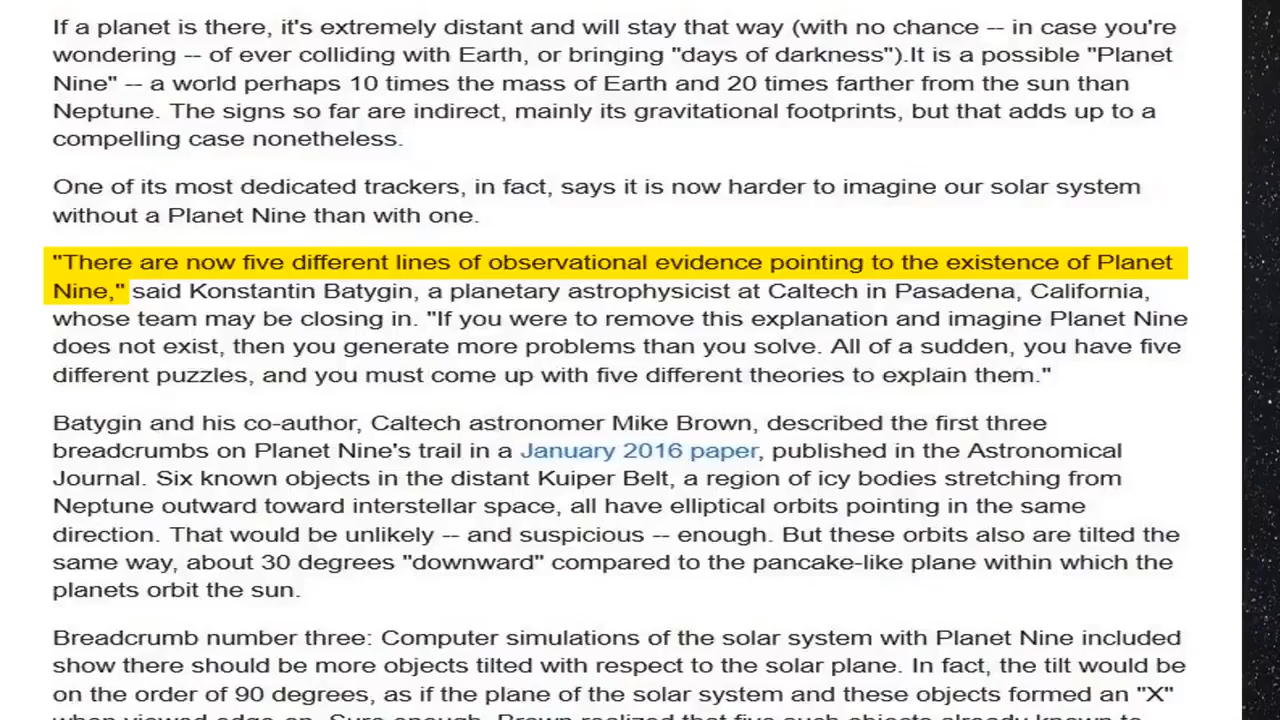 If a planet is there, it's extremely distant and will stay that way (with no chance -- in case you're
wondering -- of ever colliding with Earth, or bringing "days of darkness").It is a possible "Planet
Nine" -- a world perhaps 10 times the mass of Earth and 20 times farther from the sun than
Neptune. The signs so far are indirect, mainly its gravitational footprints, but that adds up to a
compelling case nonetheless.
One of its most dedicated trackers, in fact, says it is now harder to imagine our solar system
without a Planet Nine than with one.
"There are now five different lines of observational evidence pointing to the existence of Planet
Nine," said Konstantin Batygin, a planetary astrophysicist at Caltech in Pasadena, California,
whose team may be closing in. "If you were to remove this explanation and imagine Planet Nine
does not exist, then you generate more problems than you solve. All of a sudden, you have five
different puzzles, and you must come up with five different theories to explain them."
Batygin and his co-author, Caltech astronomer Mike Brown, described the first three
breadcrumbs on Planet Nine's trail in a January 2016 paper, published in the Astronomical
Journal. Six known objects in the distant Kuiper Belt, a region of icy bodies stretching from
Neptune outward toward interstellar space, all have elliptical orbits pointing in the same
direction. That would be unlikely -- and suspicious -- enough. But these orbits also are tilted the
same way, about 30 degrees "downward" compared to the pancake-like plane within which the
planets orbit the sun.
Breadcrumb number three: Computer simulations of the solar system with Planet Nine included
show there should be more objects tilted with respect to the solar plane. In fact, the tilt would be
on the order of 90 degrees, as if the plane of the solar system and these objects formed an "X"
when viewed edge-on. Sure enough, Brown realized that five such objects already known to